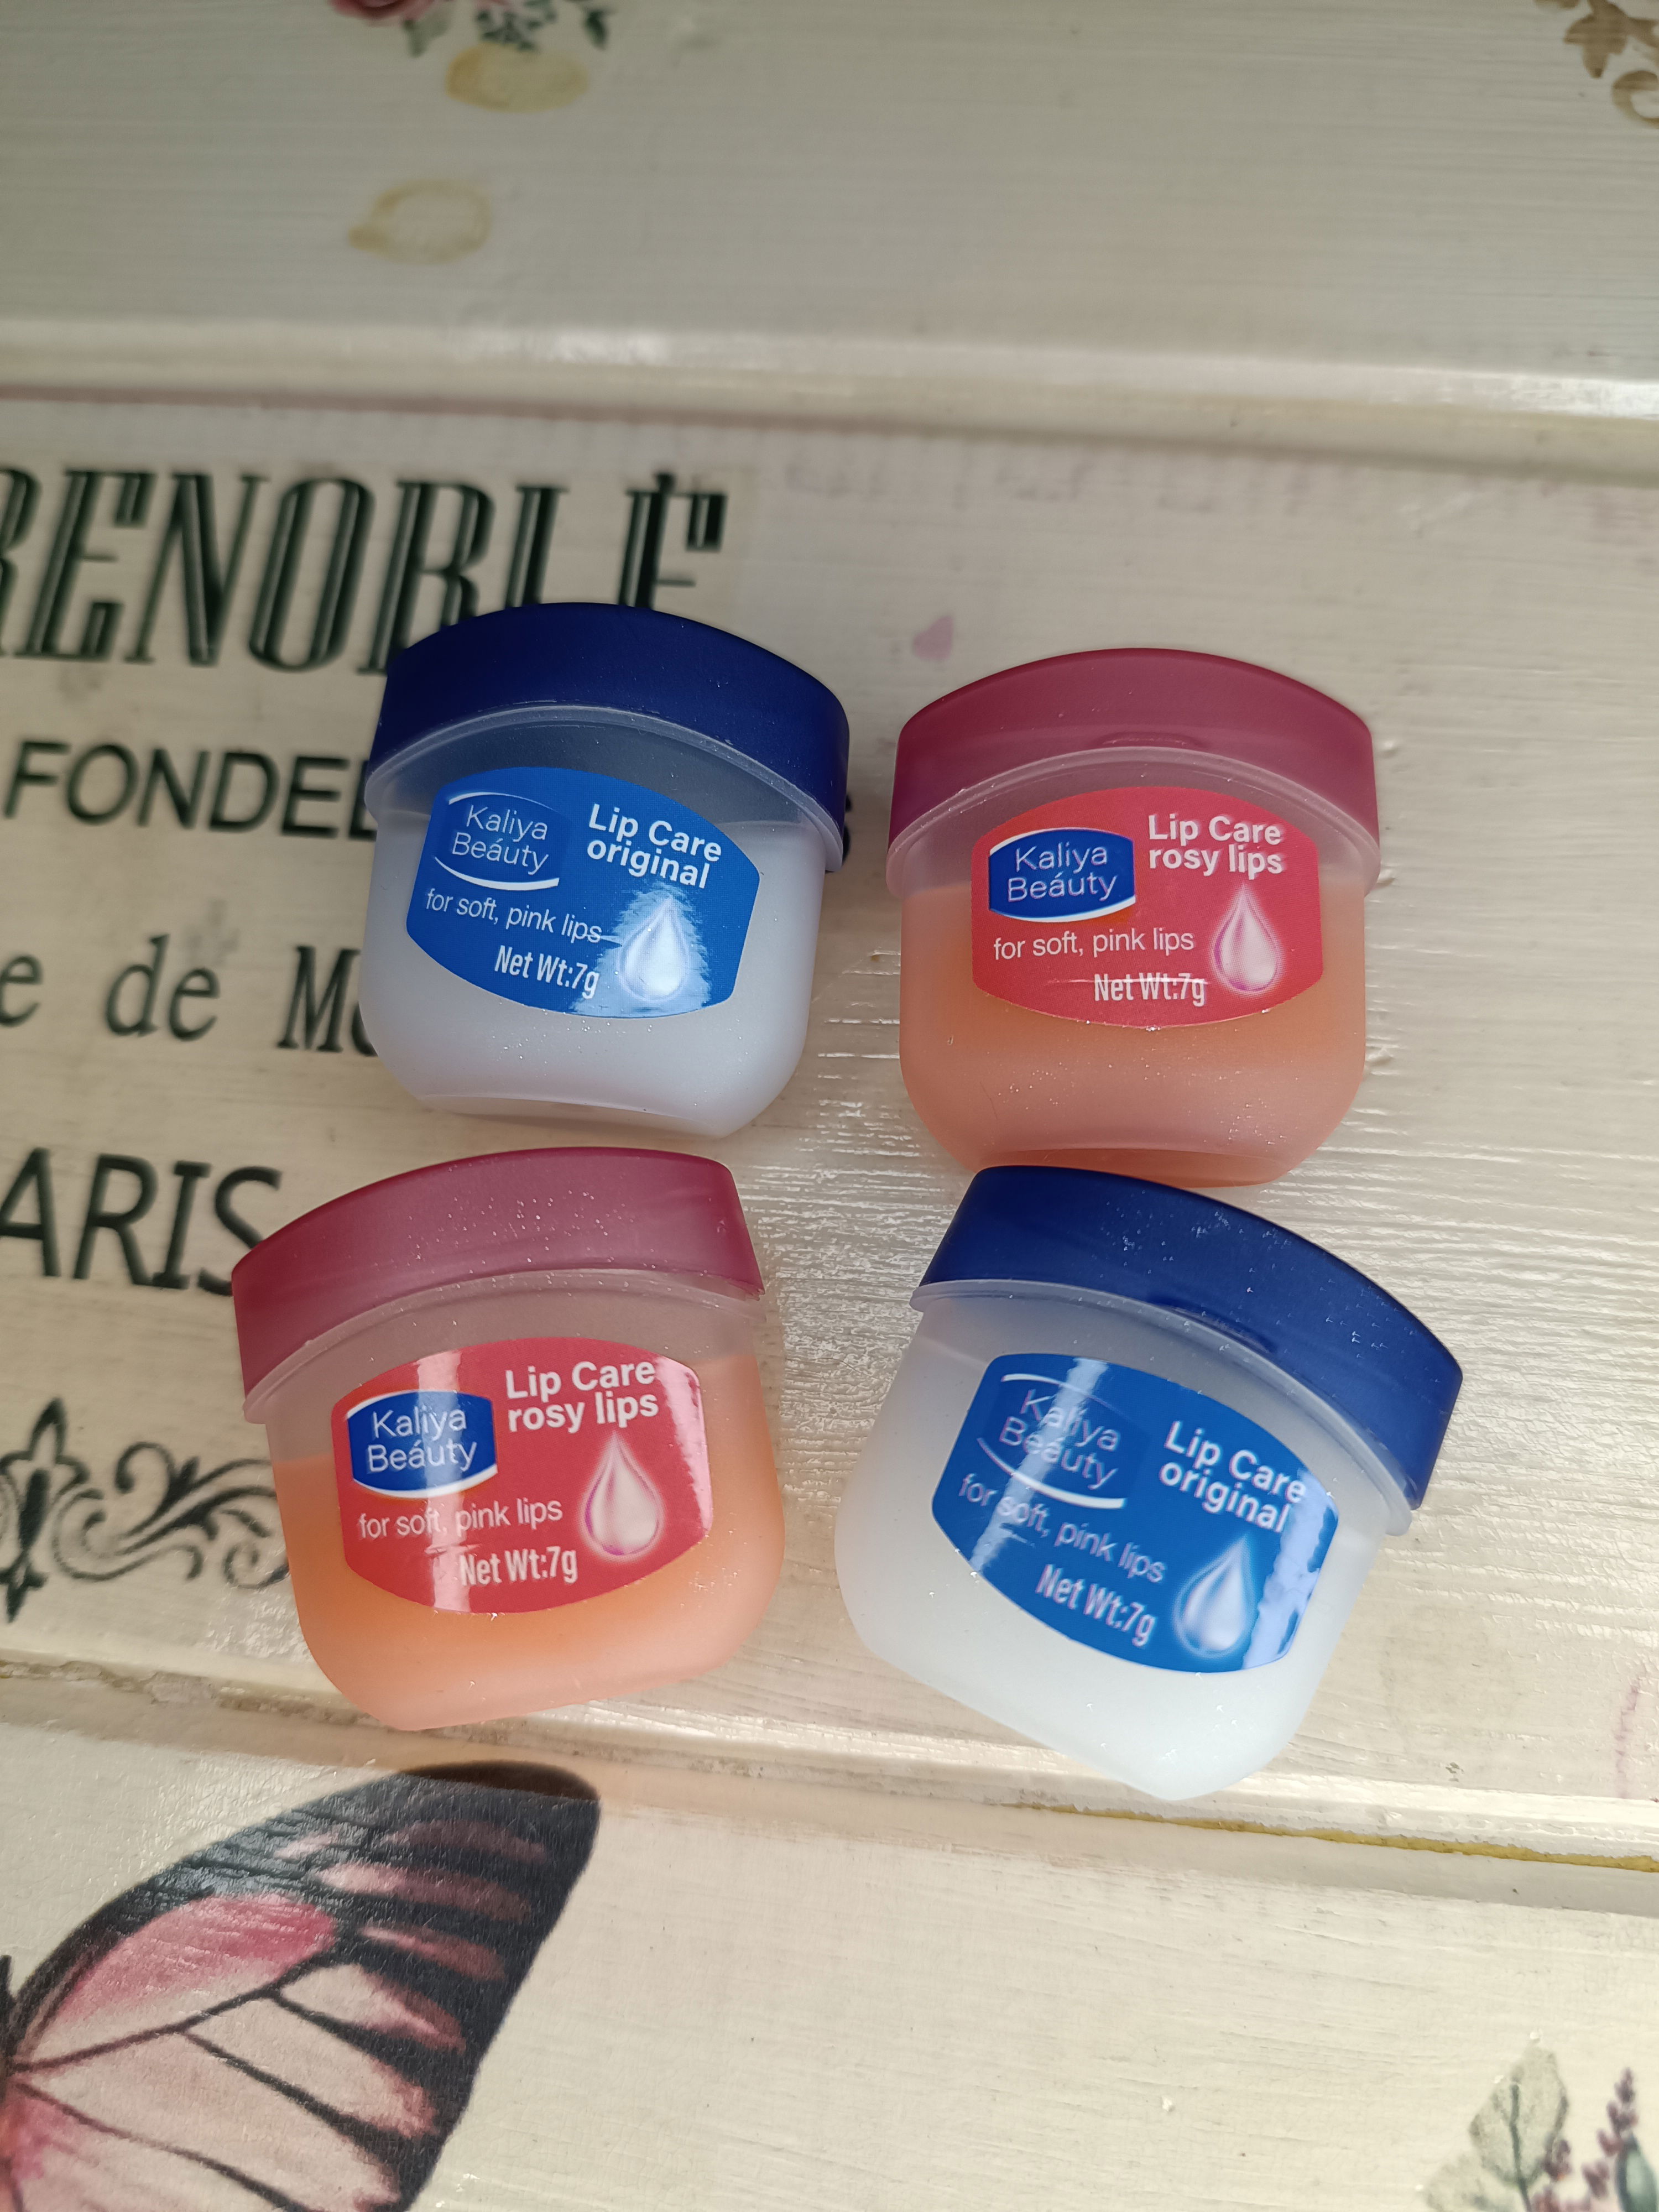 RENOBLE
FONDEE
e de M
ARIS
Kaliya
Beáuty
Lip Care
original
for soft, pink lips
Net Wt:7g
Kaliya
Beáuty
Lip Care
rosy lips
for soft, pink lips
Net Wt:7g
Kaliya
Beáuty
Lip Care
rosy lips
for soft, pink lips
Net Wt:7g
Kaliya
Beáuty
Lip Care
original
for soft, pink lips
Net Wt:7g